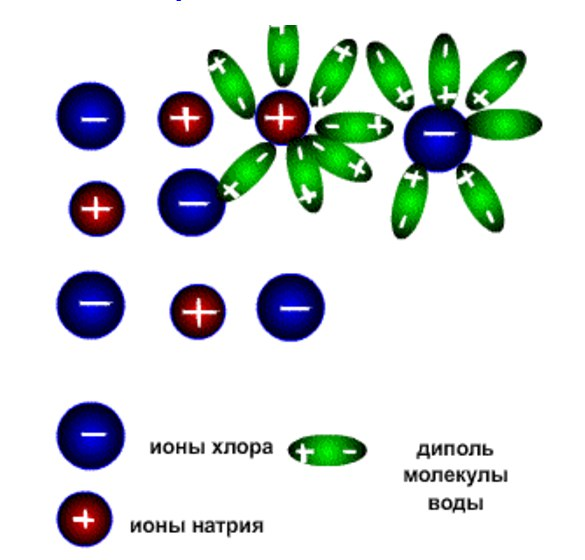 ионы хлора
диполь
молекулы
воды
ионы натрия